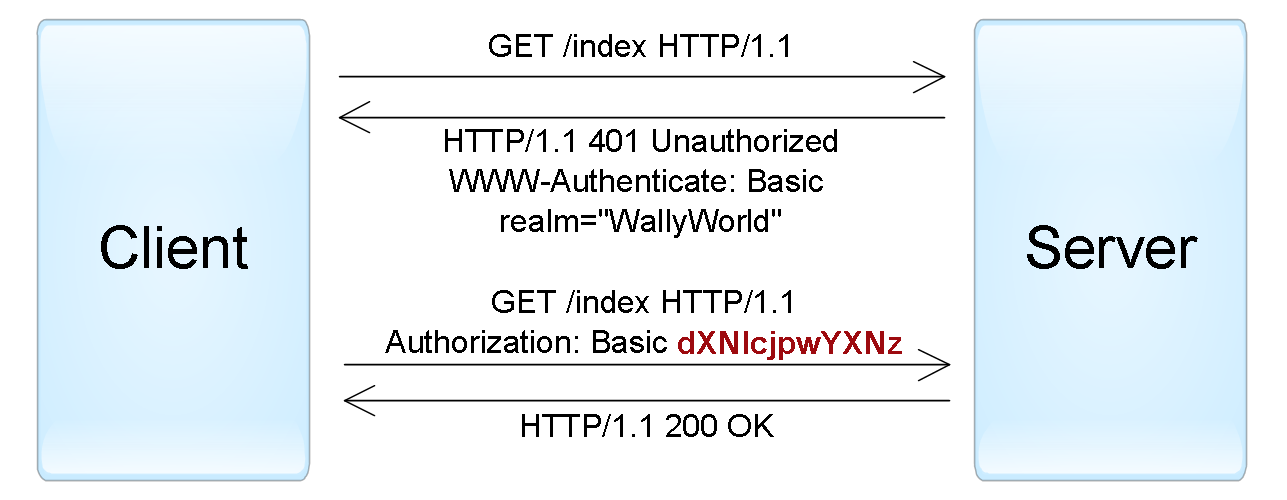 GET /index HTTP/1.1
HTTP/1.1 401 Unauthorized
WWW-Authenticate: Basic
realm="WallyWorld"
Client
Server
GET /index HTTP/1.1
Authorization: Basic dXNlcjpwYXNz
HTTP/1.1 200 OK